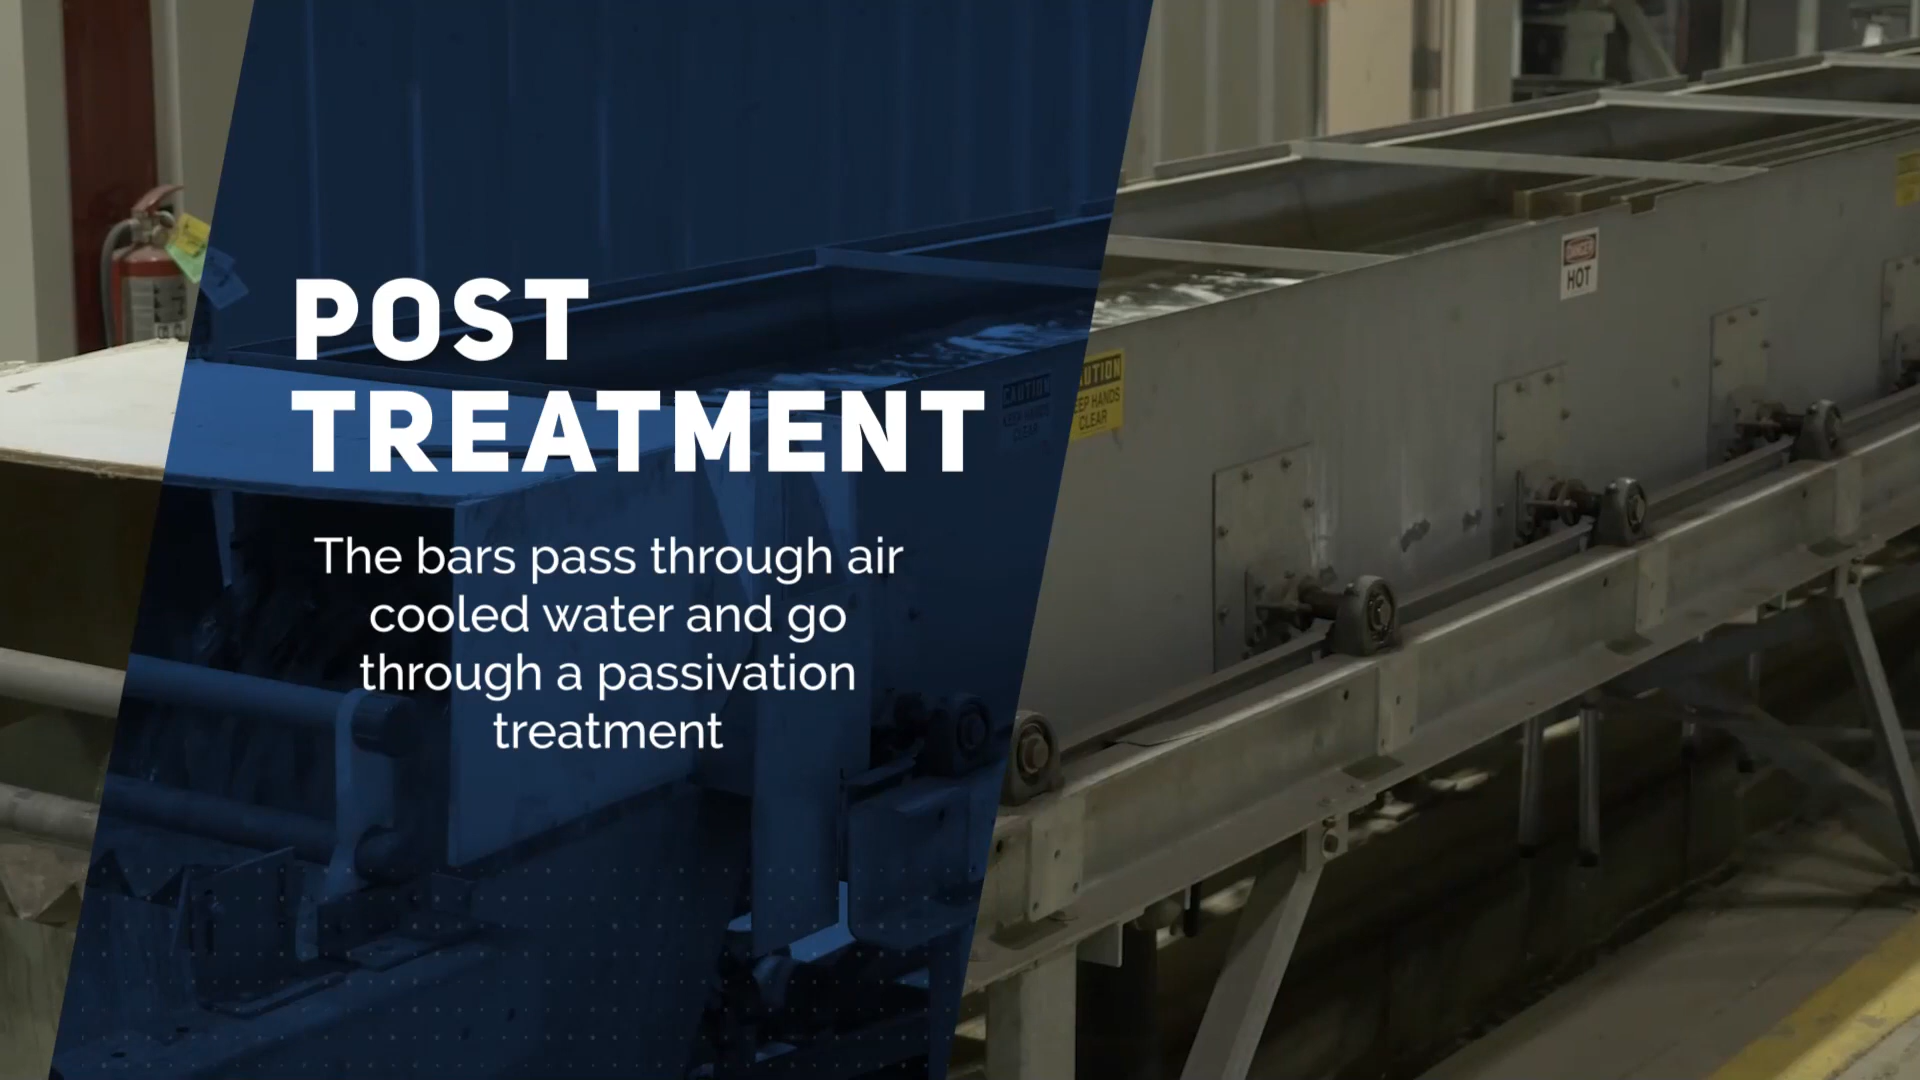 POST
TREATMENT
The bars pass through air
cooled water and go
through a passivation
treatment
DANGER
HOT
CAUTION
KEEP HANDS
CLEAR
CAUTION
KEEP HANDS
CLEAR